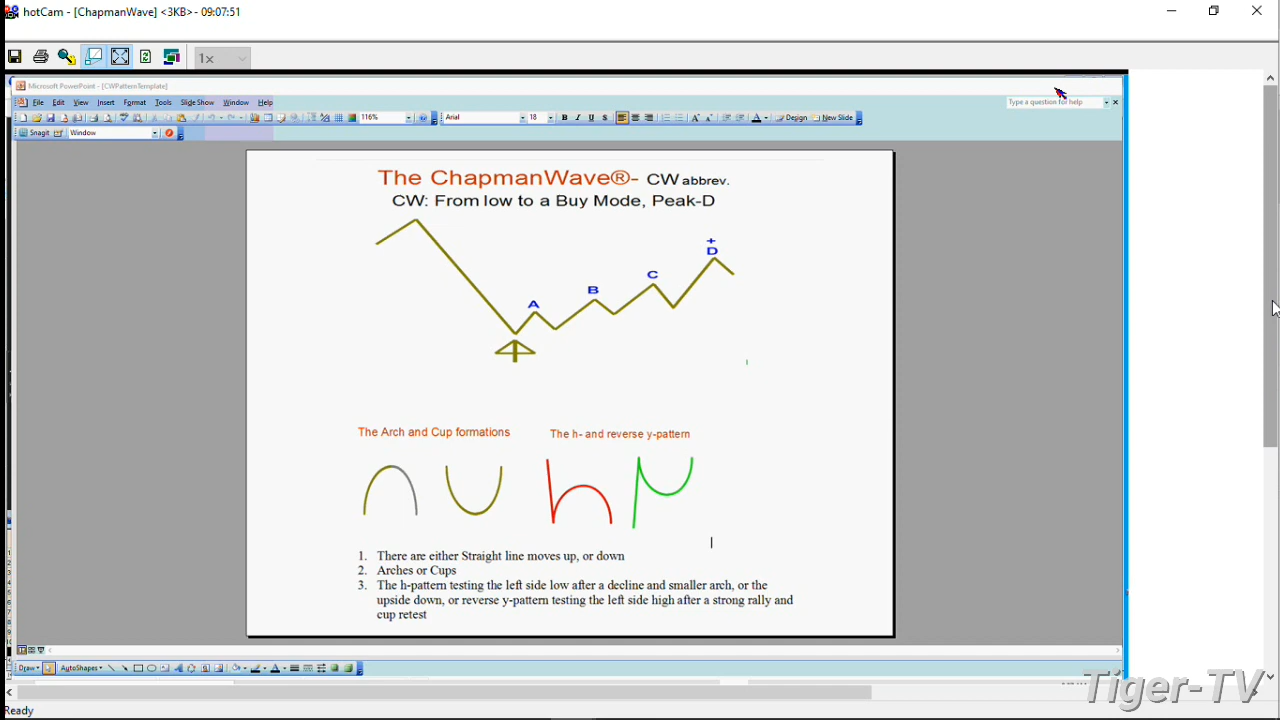 hotCam - [ChapmanWave] <3KB> - 09:07:51
1x
Microsoft PowerPoint - [CWPatternTemplate]
File Edit View Insert Format Tools Slide Show Window Help
Type a question for help
116% Arial 18 B I U S Design New Slide
Snagit Window
The ChapmanWave®- CW abbrev.
CW: From low to a Buy Mode, Peak-D
+
D
C
B
A
The Arch and Cup formations
The h- and reverse y-pattern
1. There are either Straight line moves up, or down
2. Arches or Cups
3. The h-pattern testing the left side low after a decline and smaller arch, or the
upside down, or reverse y-pattern testing the left side high after a strong rally and
cup retest
Draw AutoShapes
Tiger-TV
Ready